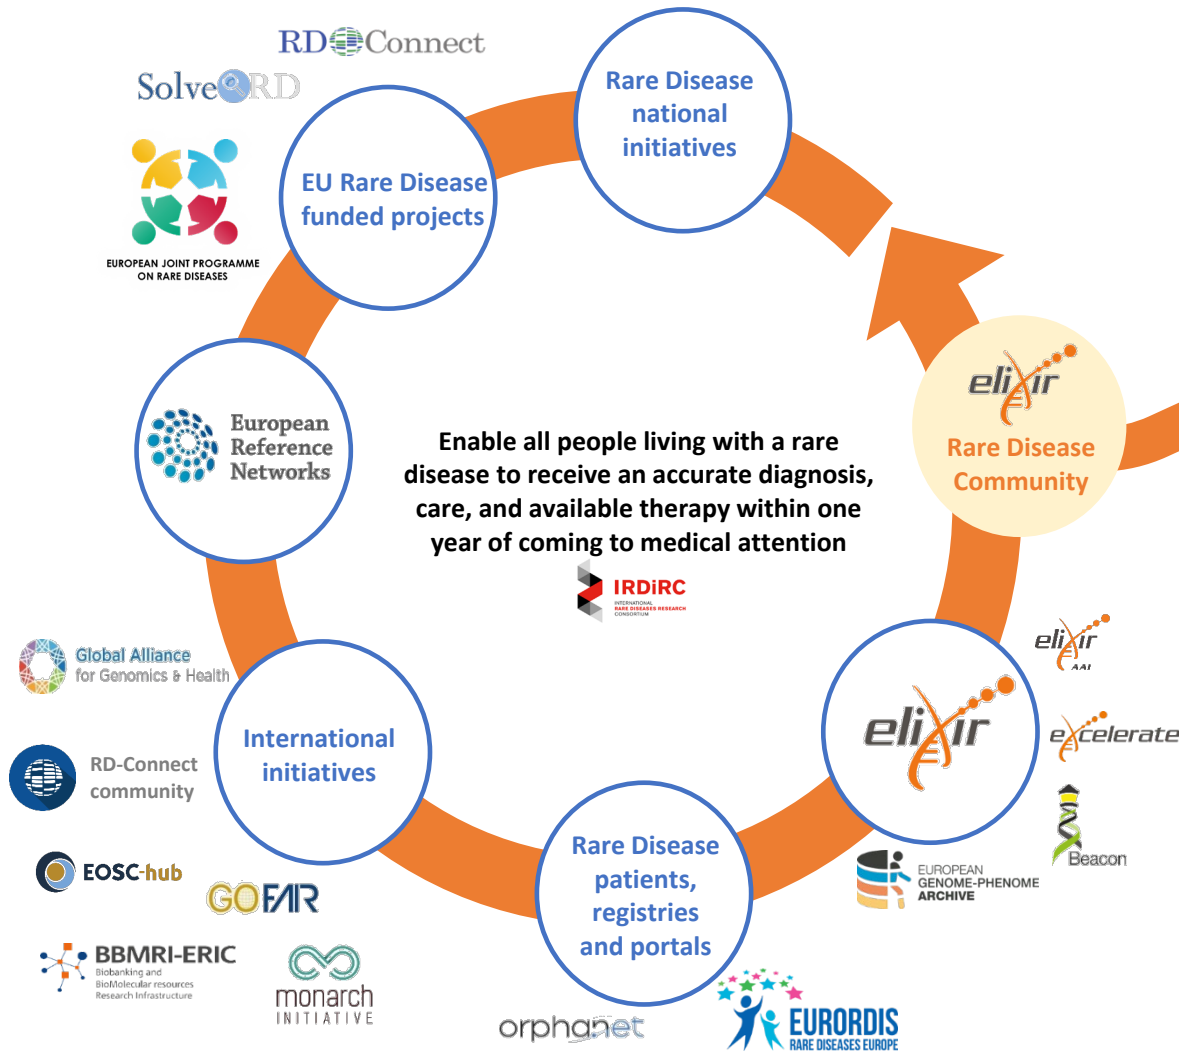 RD Connect
SolveRD
EUROPEAN JOINT PROGRAMME
ON RARE DISEASES
EU Rare Disease
funded projects
Rare Disease
national
initiatives
European
Reference
Networks
Enable all people living with a rare
disease to receive an accurate diagnosis,
care, and available therapy within one
year of coming to medical attention
IRDiRC
INTERNATIONAL
RARE DISEASES RESEARCH
CONSORTIUM
elixir
Rare Disease
Community
elixir
AAI
elixir
excelerate
Beacon
EUROPEAN
GENOME-PHENOME
ARCHIVE
Global Alliance
for Genomics & Health
International
initiatives
RD-Connect
community
EOSC-hub
GO FAIR
BBMRI-ERIC
Biobanking and
BioMolecular resources
Research Infrastructure
monarch
INITIATIVE
Rare Disease
patients,
registries
and portals
orphanet
EURORDIS
RARE DISEASES EUROPE